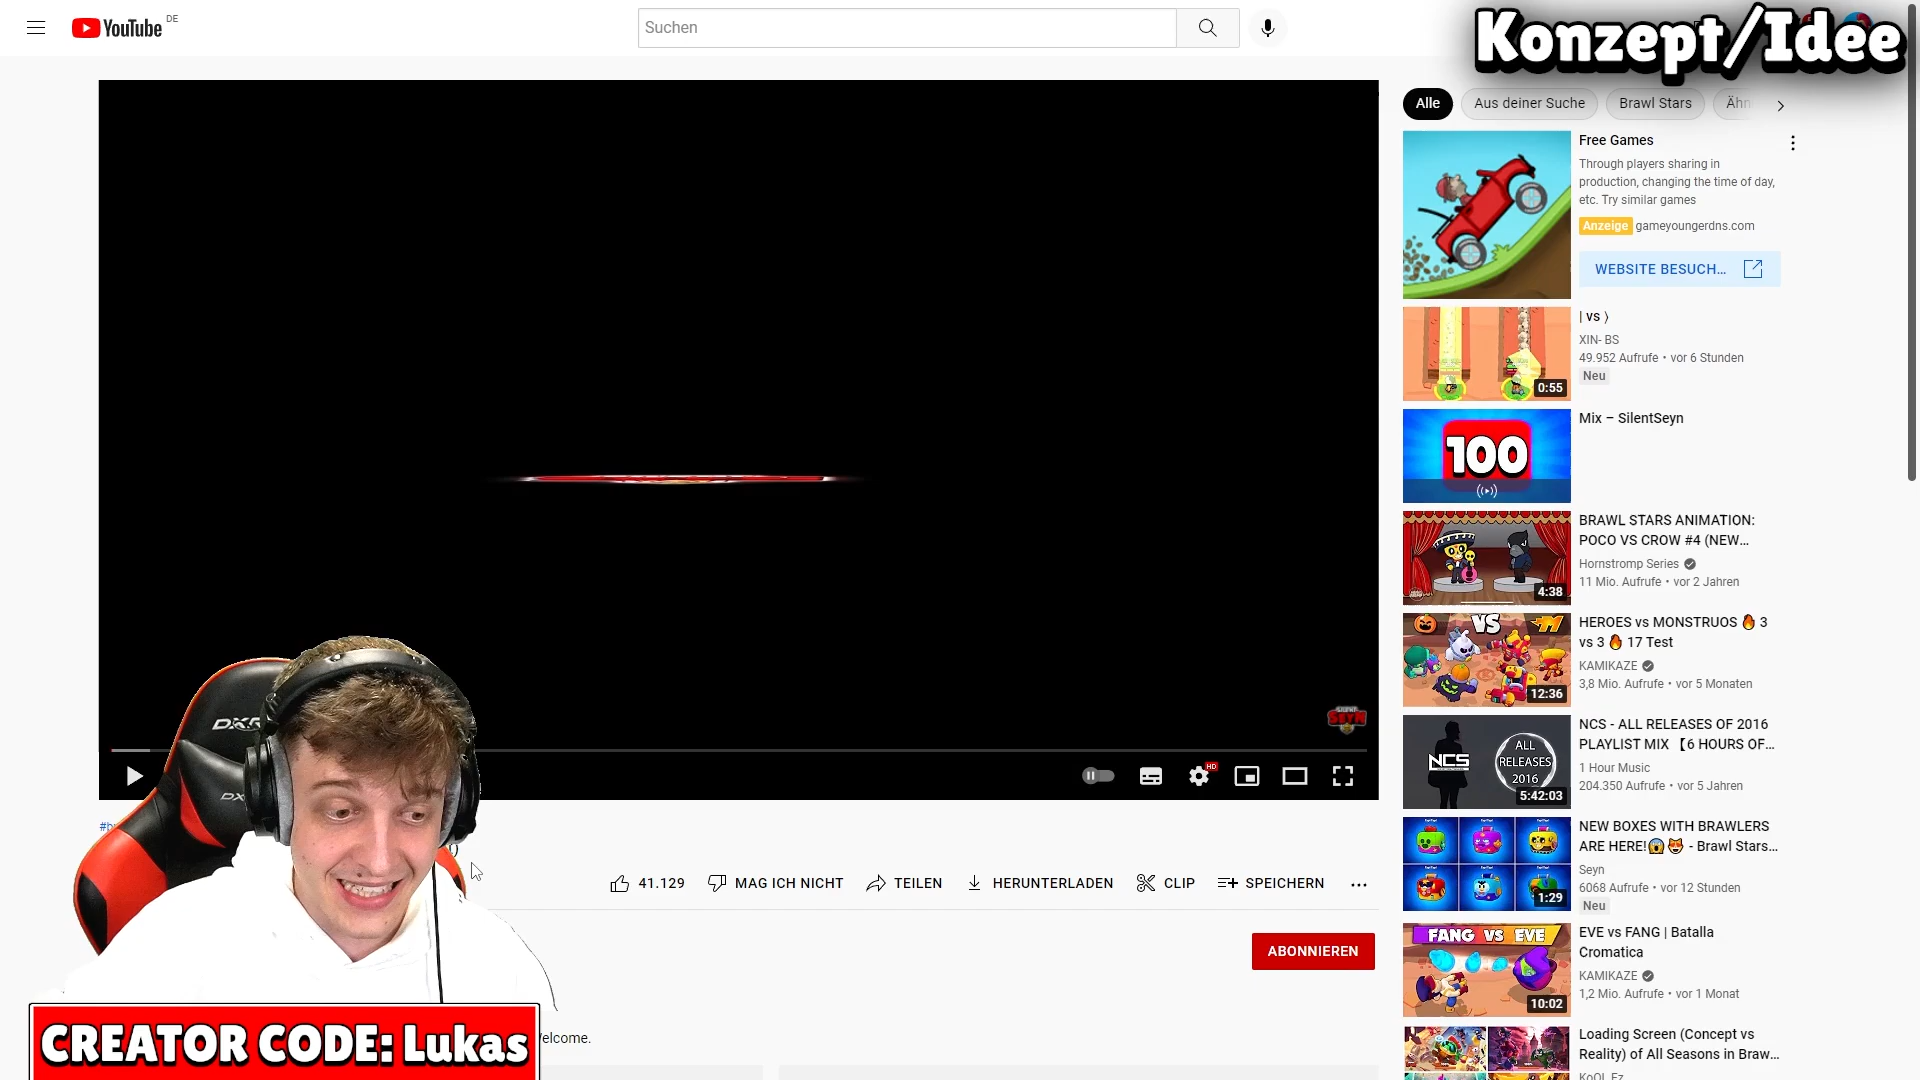 YouTube DE
Suchen
Konzept/Idee
Alle
Aus deiner Suche
Brawl Stars
Free Games
Through players sharing in
production, changing the time of day,
etc. Try similar games
Anzeige gameyoungerdns.com
WEBSITE BESUCH...
| vs )
XIN- BS
49.952 Aufrufe • vor 6 Stunden
Neu
0:55
100
Mix – SilentSeyn
BRAWL STARS ANIMATION:
POCO VS CROW #4 (NEW...
Hornstromp Series
11 Mio. Aufrufe • vor 2 Jahren
4:38
VS
HEROES vs MONSTRUOS 🔥 3
vs 3 🔥 17 Test
KAMIKAZE
3,8 Mio. Aufrufe • vor 5 Monaten
12:36
NCS
ALL
RELEASES
2016
5:42:03
NCS - ALL RELEASES OF 2016
PLAYLIST MIX 【6 HOURS OF...
1 Hour Music
204.350 Aufrufe • vor 5 Jahren
NEW BOXES WITH BRAWLERS
ARE HERE!😱😻 - Brawl Stars...
Seyn
6068 Aufrufe • vor 12 Stunden
Neu
1:29
FANG VS EVE
10:02
EVE vs FANG | Batalla
Cromatica
KAMIKAZE
1,2 Mio. Aufrufe • vor 1 Monat
Loading Screen (Concept vs
Reality) of All Seasons in Braw...
SILENT
SEYN
HD
41.129
MAG ICH NICHT
TEILEN
HERUNTERLADEN
CLIP
SPEICHERN
ABONNIEREN
CREATOR CODE: Lukas